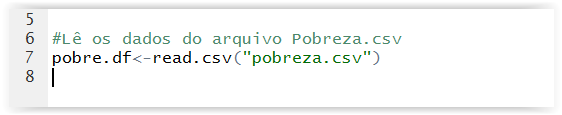 5
6 #Lê os dados do arquivo Pobreza.csv
7 pobre.df<-read.csv("pobreza.csv")
8